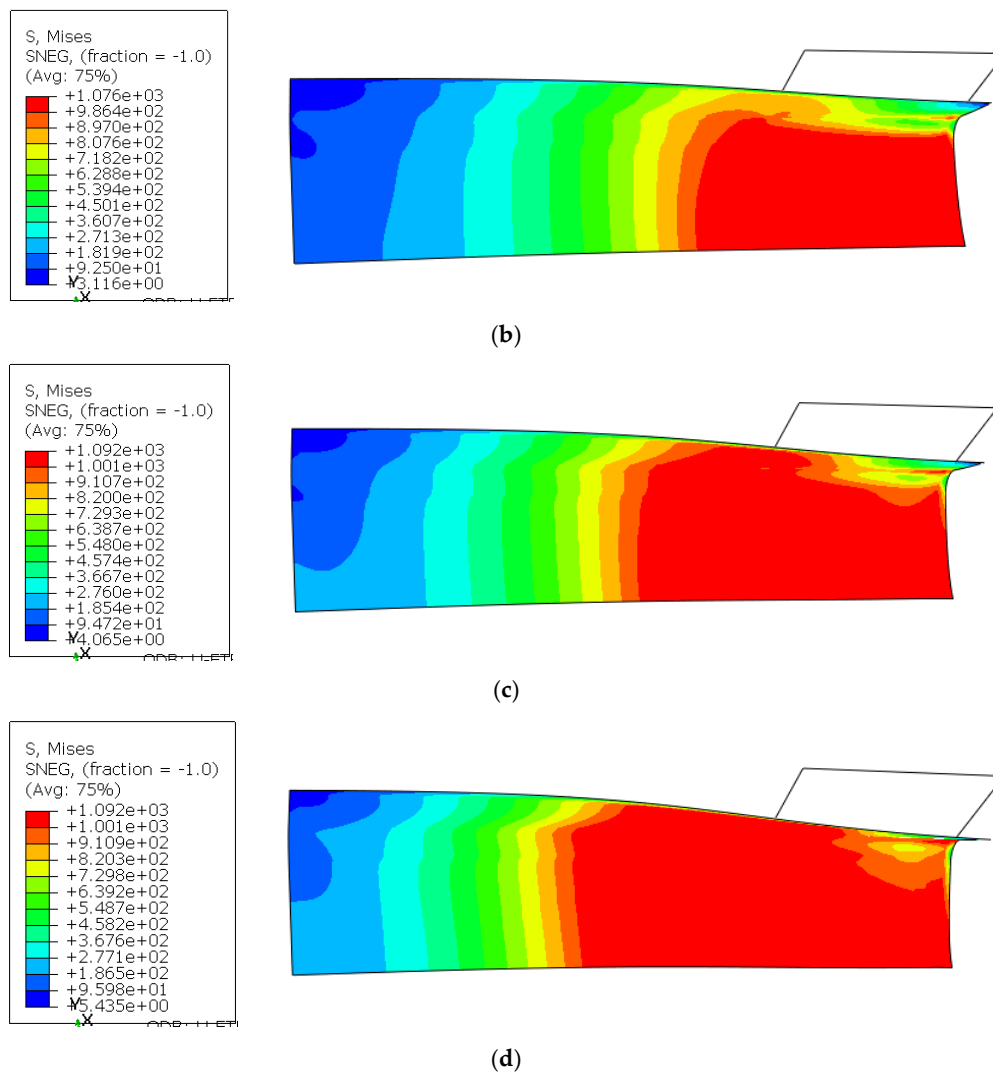 S, Mises
SNEG, (fraction = -1.0)
(Avg: 75%)
+1.076e+03
+9.864e+02
+8.970e+02
+8.076e+02
+7.182e+02
+6.288e+02
+5.394e+02
+4.501e+02
+3.607e+02
+2.713e+02
+1.819e+02
+9.250e+01
+3.116e+00
Y
X
(b)
S, Mises
SNEG, (fraction = -1.0)
(Avg: 75%)
+1.092e+03
+1.001e+03
+9.107e+02
+8.200e+02
+7.293e+02
+6.387e+02
+5.480e+02
+4.574e+02
+3.667e+02
+2.760e+02
+1.854e+02
+9.472e+01
+4.065e+00
Y
X
(c)
S, Mises
SNEG, (fraction = -1.0)
(Avg: 75%)
+1.092e+03
+1.001e+03
+9.109e+02
+8.203e+02
+7.298e+02
+6.392e+02
+5.487e+02
+4.582e+02
+3.676e+02
+2.771e+02
+1.865e+02
+9.598e+01
+5.435e+00
Y
X
(d)